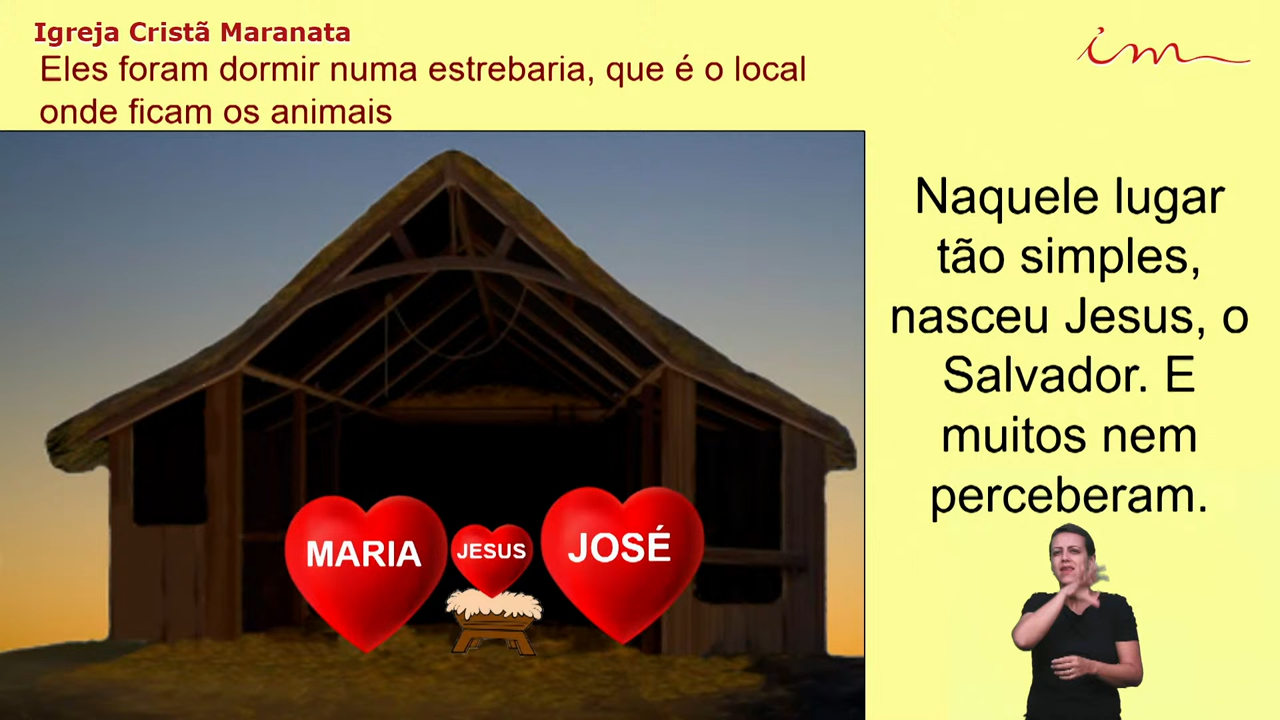 Igreja Cristã Maranata
Eles foram dormir numa estrebaria, que é o local
onde ficam os animais
im
Naquele lugar
tão simples,
nasceu Jesus, o
Salvador. E
muitos nem
perceberam.
MARIA
JESUS
JOSÉ